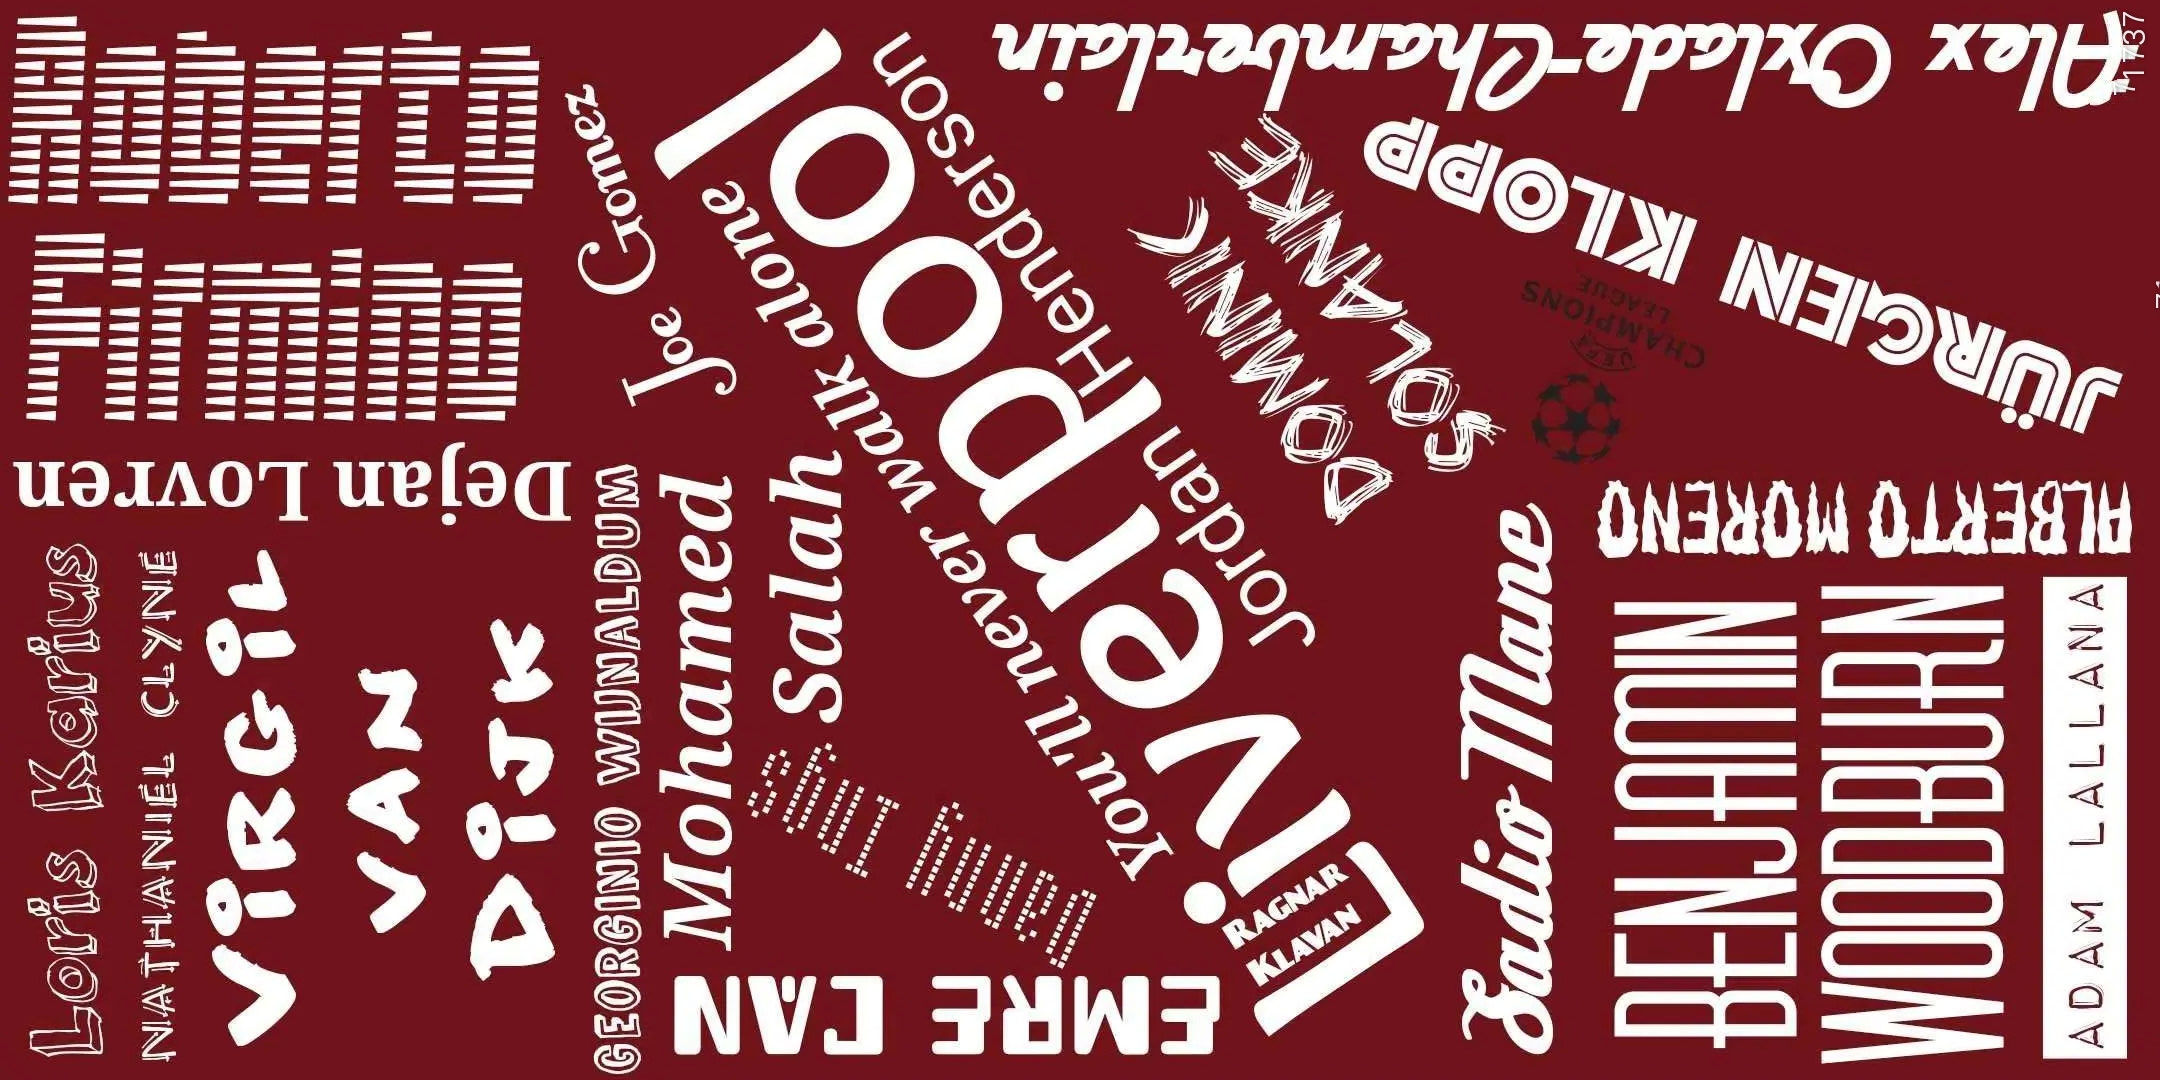 Roberto
Firmino
Dejan Lovren
Loris Karius
NATHANIEL CLYNE
VIRGIL
VAN
DIJK
GEORGINIO WIJNALDUM
Mohamed
Salah
Joe Gomez
You'll never walk alone
Liverpool
Jordan Henderson
RAGNAR
KLAVAN
Danny Ings
EMRE CAN
DOMINIK
SOLANKE
Alex Oxlade-Chamberlain
JÜRGEN KLOPP
UEFA
CHAMPIONS
LEAGUE
ALBERTO MORENO
Sadio Mane
BENJAMIN
WOODBURN
ADAM LALLANA